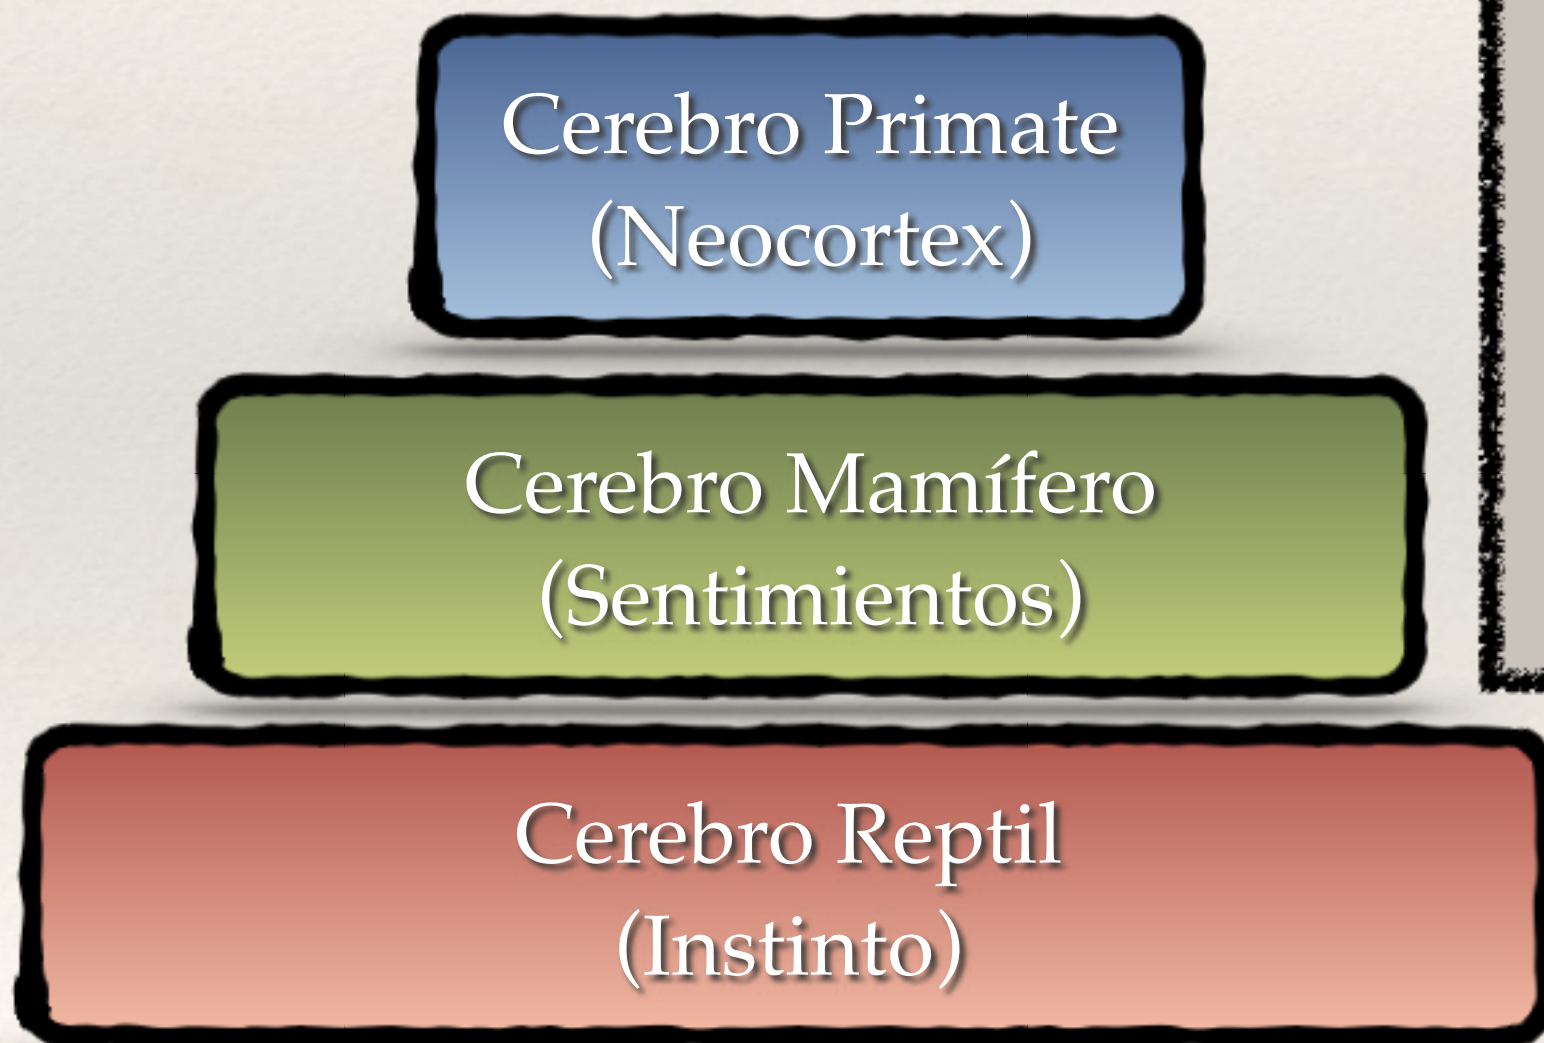 Cerebro Primate
(Neocortex)
Cerebro Mamífero
(Sentimientos)
Cerebro Reptil
(Instinto)